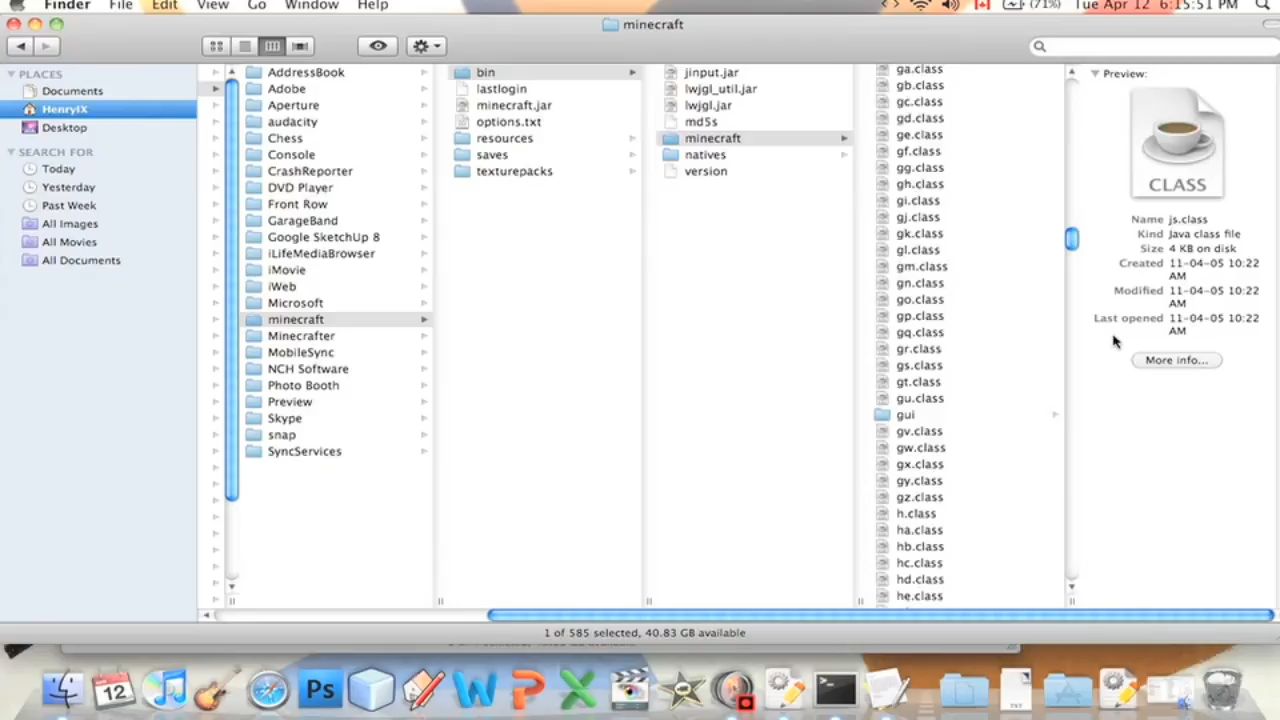 Finder File Edit View Go Window Help (71%) Tue Apr 12 6:15:51 PM
minecraft
PLACES
Documents
HenryIX
Desktop
SEARCH FOR
Today
Yesterday
Past Week
All Images
All Movies
All Documents
AddressBook
Adobe
Aperture
audacity
Chess
Console
CrashReporter
DVD Player
Front Row
GarageBand
Google SketchUp 8
iLifeMediaBrowser
iMovie
iWeb
Microsoft
minecraft
Minecrafter
MobileSync
NCH Software
Photo Booth
Preview
Skype
snap
SyncServices
bin
lastlogin
minecraft.jar
options.txt
resources
saves
texturepacks
jinput.jar
lwjgl_util.jar
lwjgl.jar
md5s
minecraft
natives
version
ga.class
gb.class
gc.class
gd.class
ge.class
gf.class
gg.class
gh.class
gi.class
gj.class
gk.class
gl.class
gm.class
gn.class
go.class
gp.class
gq.class
gr.class
gs.class
gt.class
gu.class
gui
gv.class
gw.class
gx.class
gy.class
gz.class
h.class
ha.class
hb.class
hc.class
hd.class
he.class
Preview:
CLASS
Name js.class
Kind Java class file
Size 4 KB on disk
Created 11-04-05 10:22
AM
Modified 11-04-05 10:22
AM
Last opened 11-04-05 10:22
AM
More info...
1 of 585 selected, 40.83 GB available
12
Ps
W
P
X
TXT